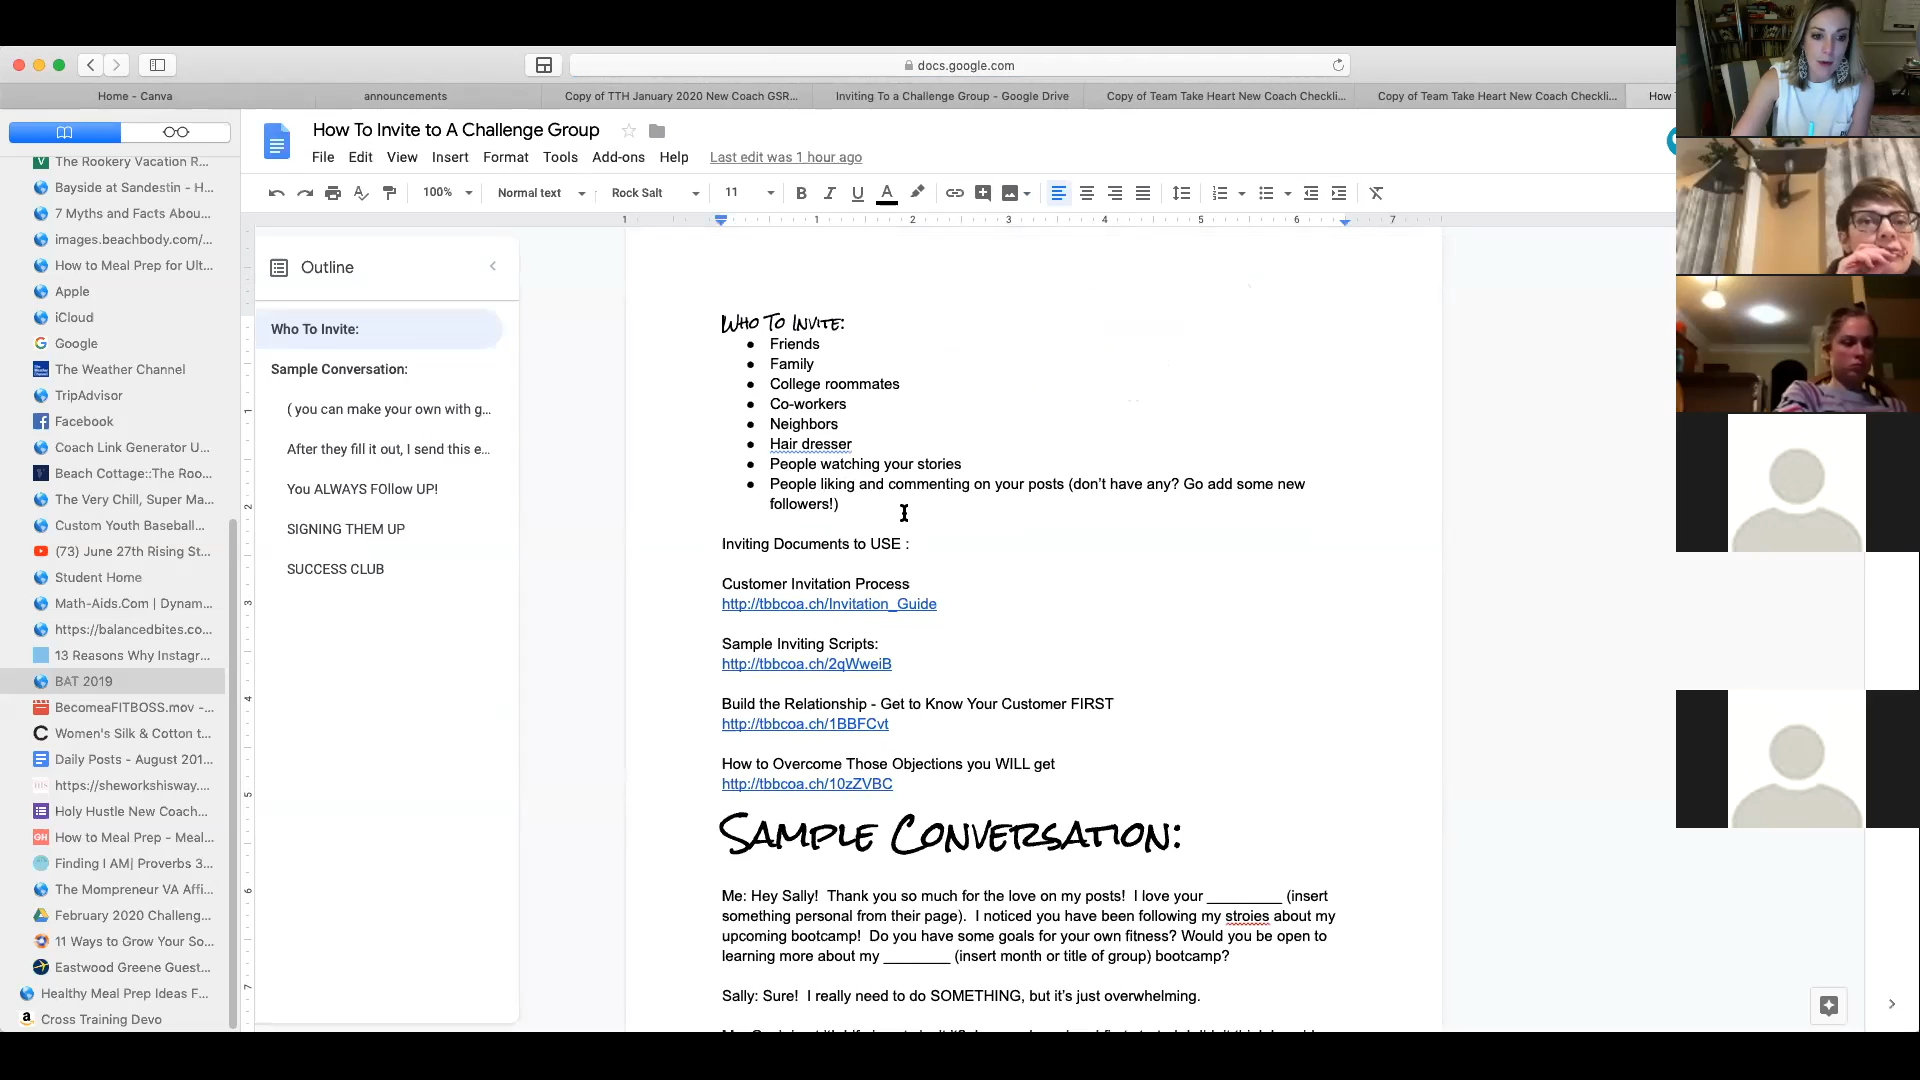 docs.google.com
Home - Canva
announcements
Copy of TTH January 2020 New Coach GSR...
Inviting To a Challenge Group - Google Drive
Copy of Team Take Heart New Coach Checkli...
Copy of Team Take Heart New Coach Checkli...
How T
The Rookery Vacation R...
Bayside at Sandestin - H...
7 Myths and Facts Abou...
images.beachbody.com/...
How to Meal Prep for Ult...
Apple
iCloud
Google
The Weather Channel
TripAdvisor
Facebook
Coach Link Generator U...
Beach Cottage::The Roo...
The Very Chill, Super Ma...
Custom Youth Baseball...
(73) June 27th Rising St...
Student Home
Math-Aids.Com | Dynam...
https://balancedbites.co...
13 Reasons Why Instagr...
BAT 2019
BecomeaFITBOSS.mov -...
Women's Silk & Cotton t...
Daily Posts - August 201...
https://sheworkshisway....
Holy Hustle New Coach...
How to Meal Prep - Meal...
Finding I AM| Proverbs 3...
The Mompreneur VA Affi...
February 2020 Challeng...
11 Ways to Grow Your So...
Eastwood Greene Guest...
Healthy Meal Prep Ideas F...
Cross Training Devo
How To Invite to A Challenge Group
File Edit View Insert Format Tools Add-ons Help Last edit was 1 hour ago
100% Normal text Rock Salt 11 B I U A
1 1 2 3 4 5 6 7
1
2
3
4
5
6
7
Outline
Who To Invite:
Sample Conversation:
( you can make your own with g...
After they fill it out, I send this e...
You ALWAYS FOllow UP!
SIGNING THEM UP
SUCCESS CLUB
Who To Invite:
● Friends
● Family
● College roommates
● Co-workers
● Neighbors
● Hair dresser
● People watching your stories
● People liking and commenting on your posts (don't have any? Go add some new
followers!)
Inviting Documents to USE :
Customer Invitation Process
http://tbbcoa.ch/Invitation_Guide
Sample Inviting Scripts:
http://tbbcoa.ch/2qWweiB
Build the Relationship - Get to Know Your Customer FIRST
http://tbbcoa.ch/1BBFCvt
How to Overcome Those Objections you WILL get
http://tbbcoa.ch/10zZVBC
Sample Conversation:
Me: Hey Sally!  Thank you so much for the love on my posts!  I love your _________ (insert
something personal from their page).  I noticed you have been following my stroies about my
upcoming bootcamp!  Do you have some goals for your own fitness? Would you be open to
learning more about my ________ (insert month or title of group) bootcamp?
Sally: Sure!  I really need to do SOMETHING, but it's just overwhelming.